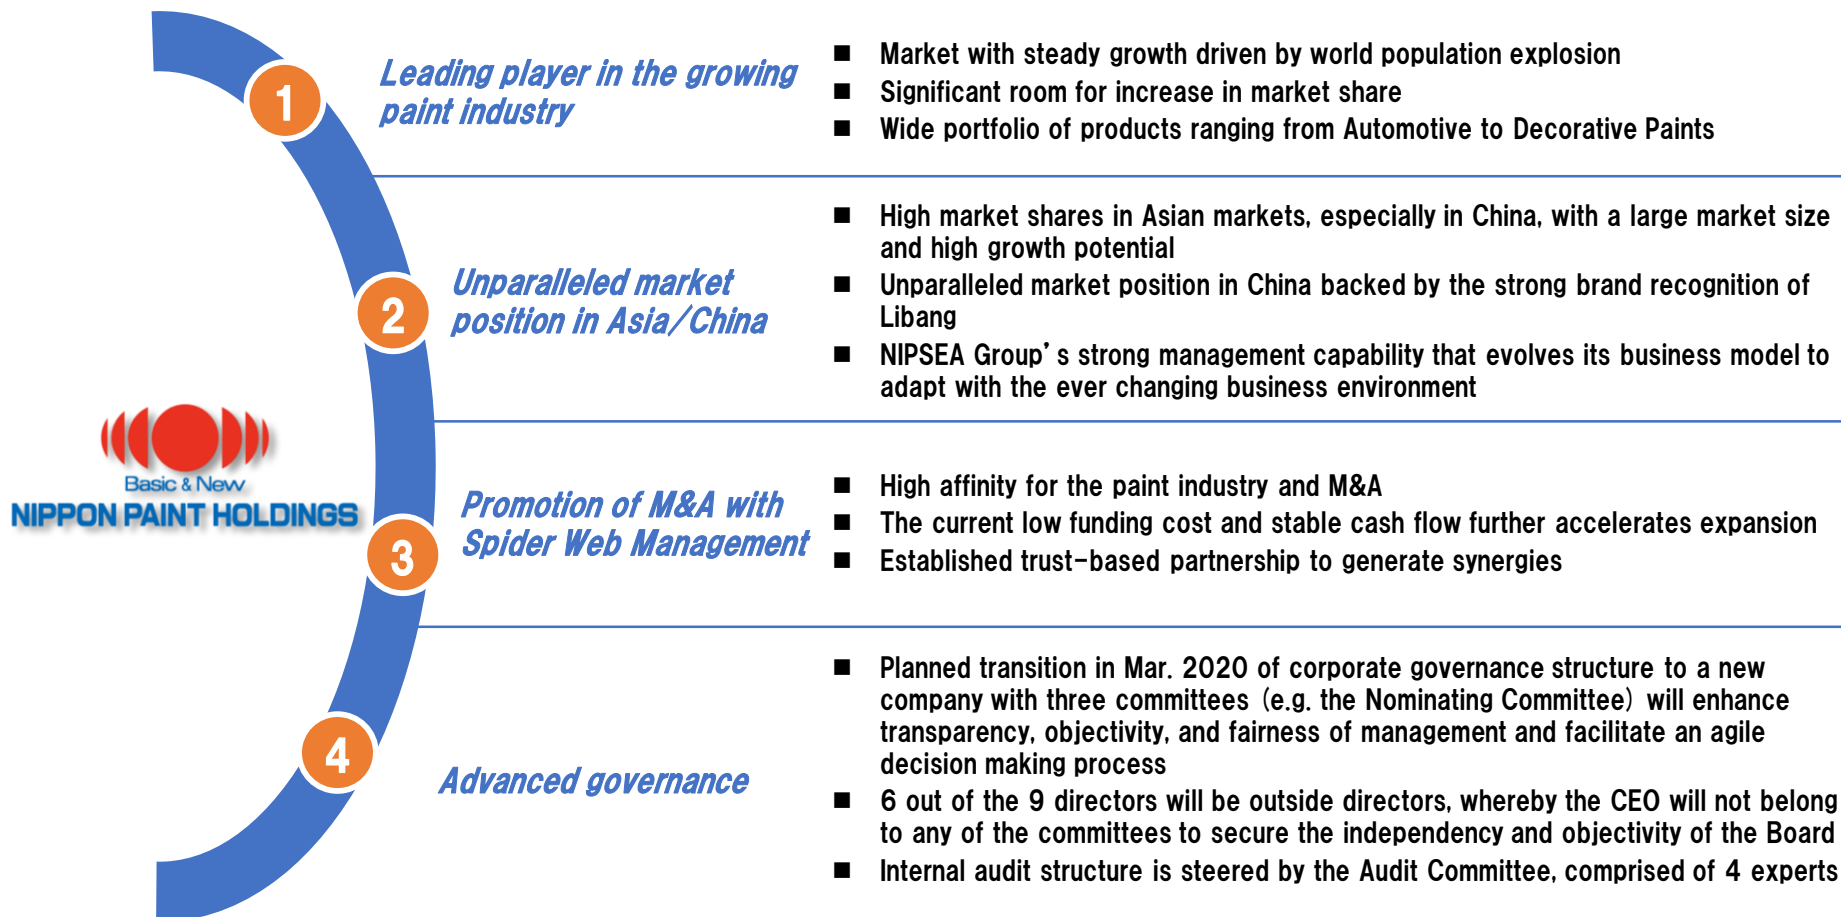 1
Leading player in the growing
paint industry
■ Market with steady growth driven by world population explosion
■ Significant room for increase in market share
■ Wide portfolio of products ranging from Automotive to Decorative Paints
2
Unparalleled market
position in Asia/China
■ High market shares in Asian markets, especially in China, with a large market size
and high growth potential
■ Unparalleled market position in China backed by the strong brand recognition of
Libang
■ NIPSEA Group's strong management capability that evolves its business model to
adapt with the ever changing business environment
Basic & New
NIPPON PAINT HOLDINGS
3
Promotion of M&A with
Spider Web Management
■ High affinity for the paint industry and M&A
■ The current low funding cost and stable cash flow further accelerates expansion
■ Established trust-based partnership to generate synergies
4
Advanced governance
■ Planned transition in Mar. 2020 of corporate governance structure to a new
company with three committees (e.g. the Nominating Committee) will enhance
transparency, objectivity, and fairness of management and facilitate an agile
decision making process
■ 6 out of the 9 directors will be outside directors, whereby the CEO will not belong
to any of the committees to secure the independency and objectivity of the Board
■ Internal audit structure is steered by the Audit Committee, comprised of 4 experts